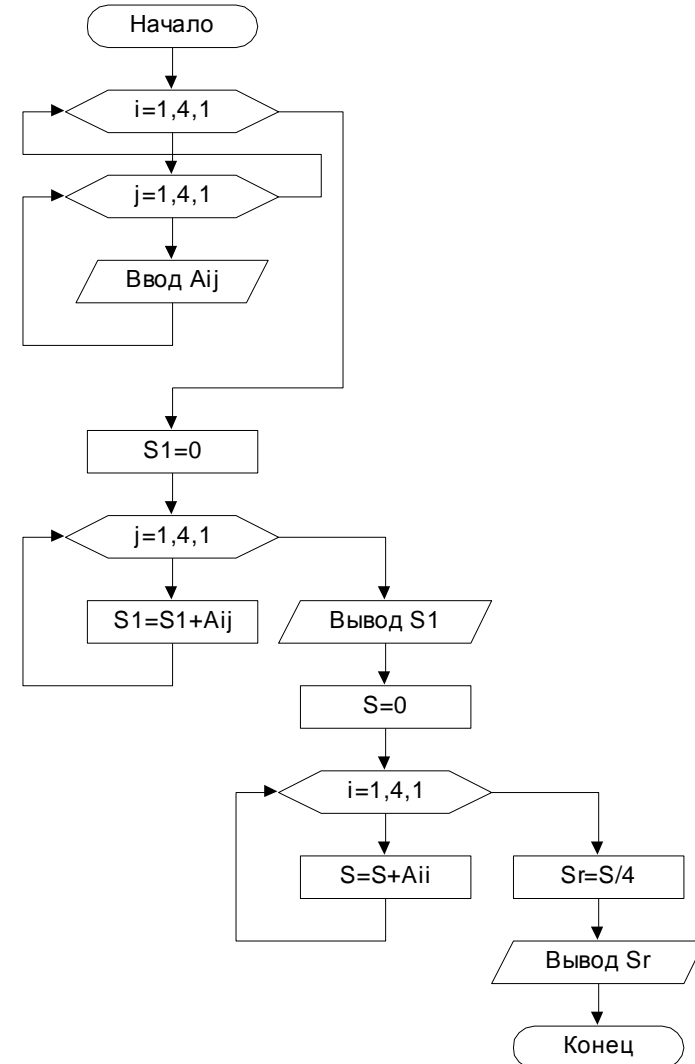 Начало
i=1,4,1
j=1,4,1
Ввод Aij
S1=0
j=1,4,1
S1=S1+Aij
Вывод S1
S=0
i=1,4,1
S=S+Aii
Sr=S/4
Вывод Sr
Конец